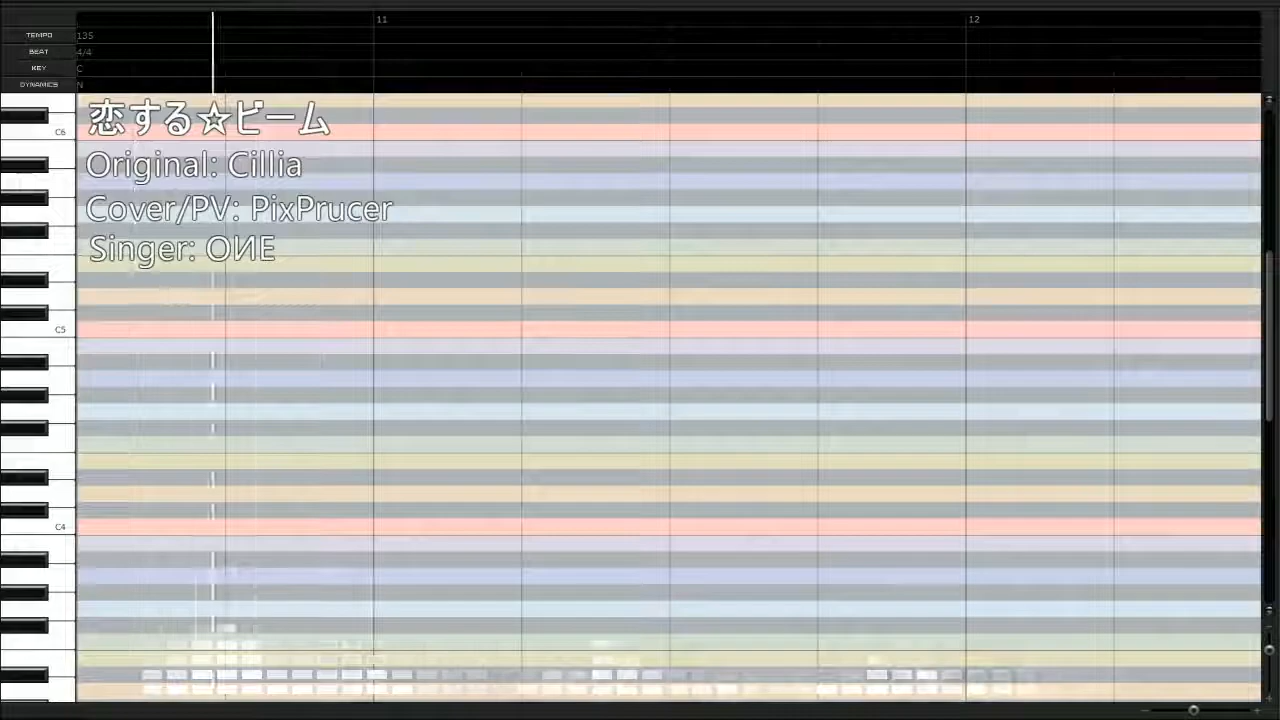 11 12
TEMPO 135
BEAT 4/4
KEY C
DYNAMICS N
恋する☆ビーム
C6
Original: Cillia
Cover/PV: PixPrucer
Singer: OИE
C5
C4